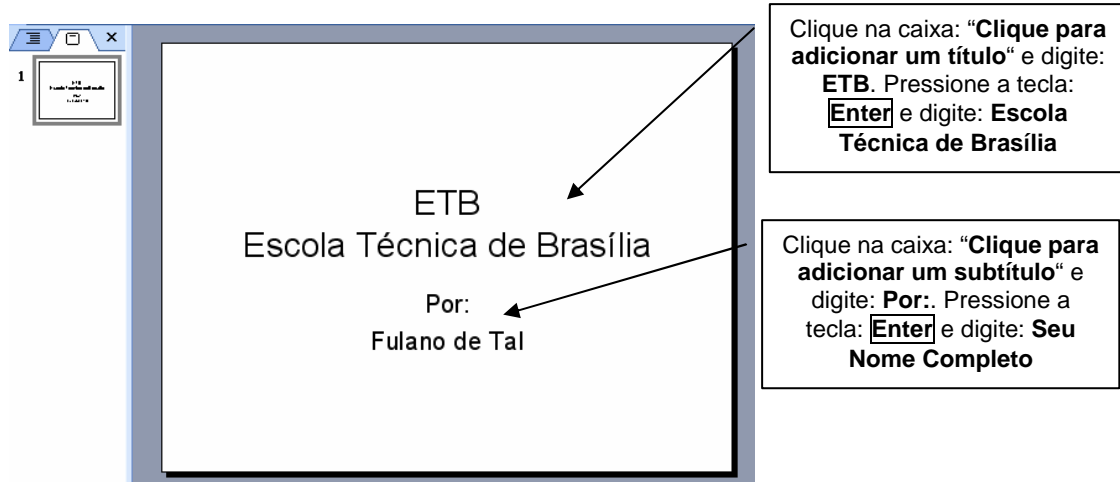 1
ETB
Escola Técnica de Brasília
Por:
Fulano de Tal
Clique na caixa: “Clique para
adicionar um título“ e digite:
ETB. Pressione a tecla:
Enter e digite: Escola
Técnica de Brasília
Clique na caixa: “Clique para
adicionar um subtítulo“ e
digite: Por:. Pressione a
tecla: Enter e digite: Seu
Nome Completo